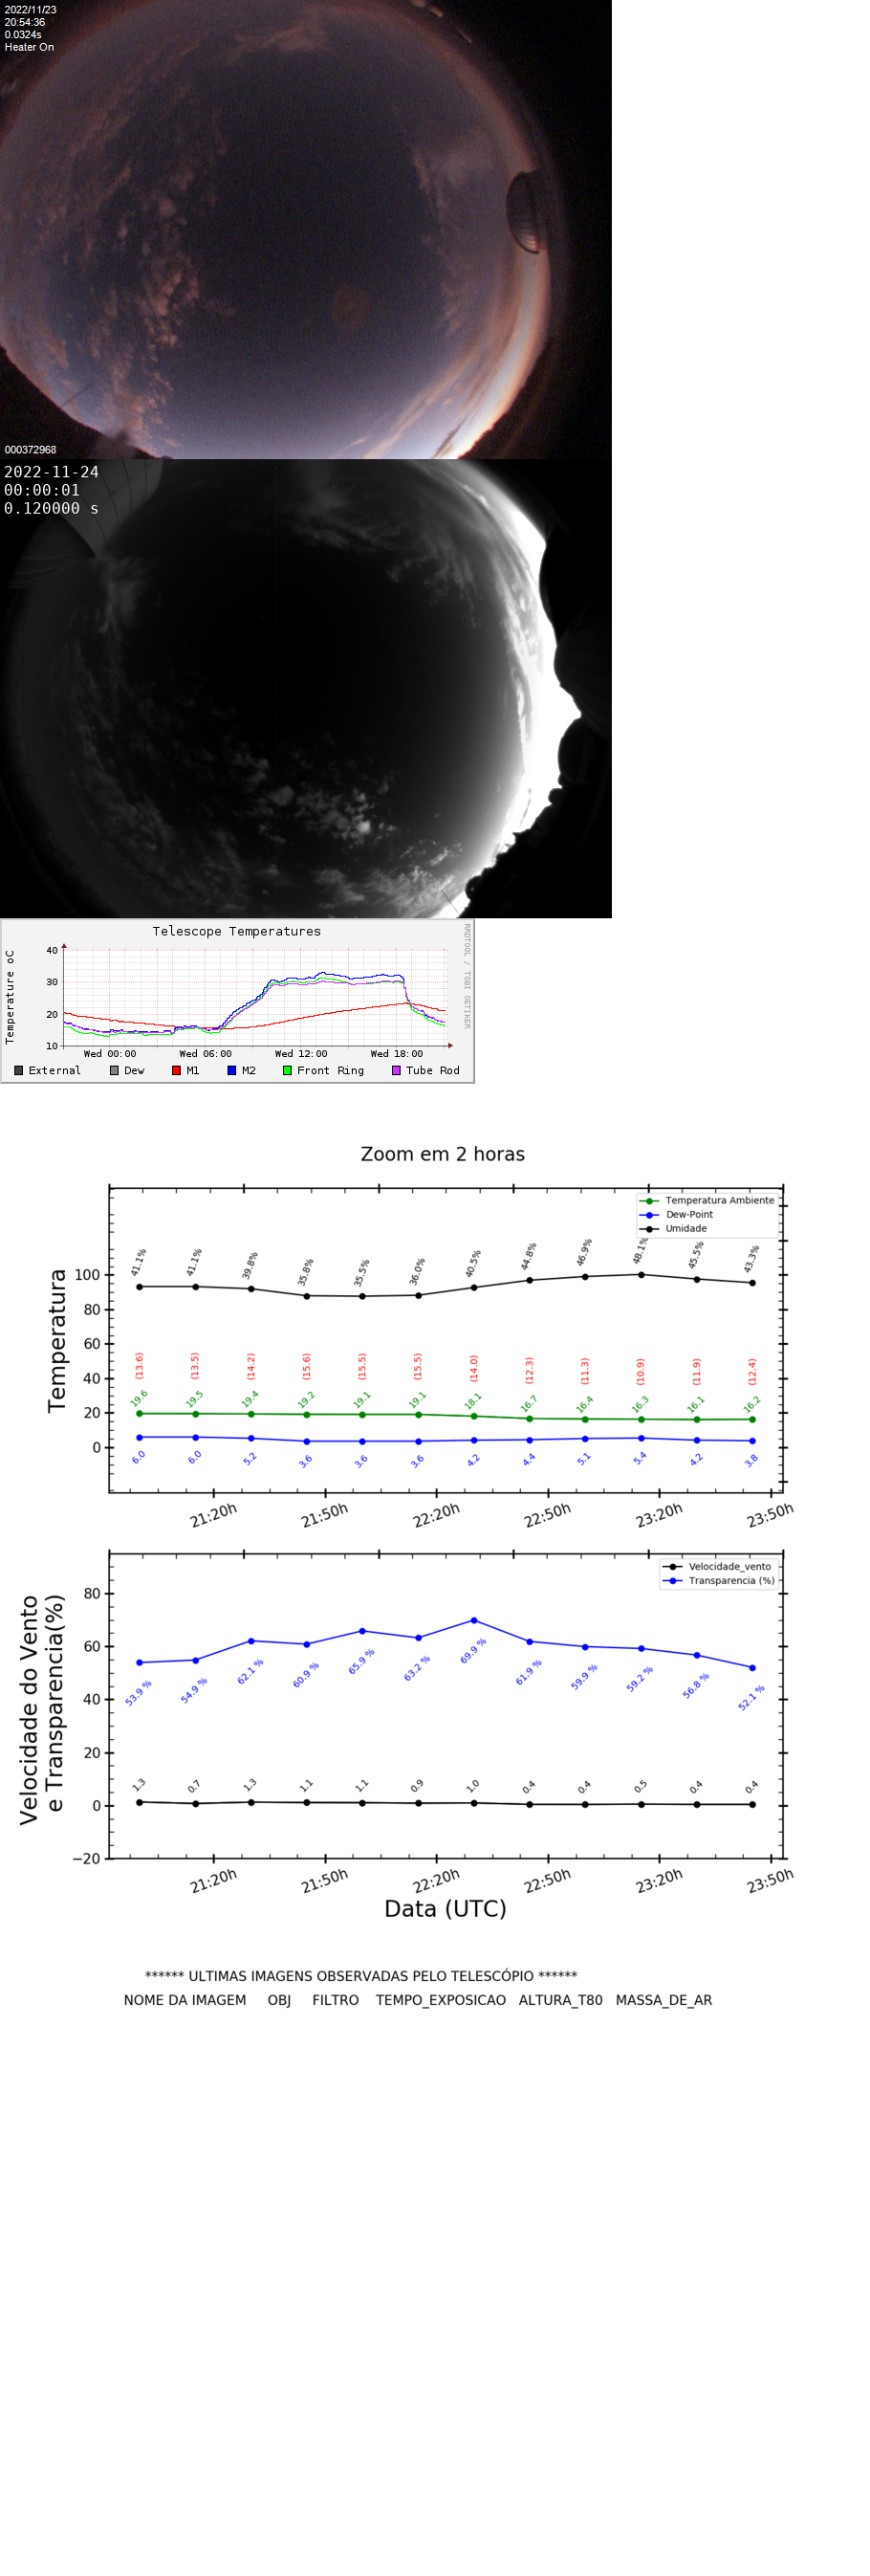 2022/11/23
20:54:36
0.0324s
Heater On
000372968
2022-11-24
00:00:01
0.120000 s
Telescope Temperatures
RRDTOOL / TOBI OETIKER
Temperature oC
40
30
20
10
Wed 00:00 Wed 06:00 Wed 12:00 Wed 18:00
External Dew M1 M2 Front Ring Tube Rod
Zoom em 2 horas
Temperatura Ambiente
Dew-Point
Umidade
Temperatura
100
80
60
40
20
0
41.1% 41.1% 39.8% 35.8% 35.5% 36.0% 40.5% 44.8% 46.9% 48.1% 45.5% 43.3%
(13.6) (13.5) (14.2) (15.6) (15.5) (15.5) (14.0) (12.3) (11.3) (10.9) (11.9) (12.4)
19.6 19.5 19.4 19.2 19.1 19.1 18.1 16.7 16.4 16.3 16.1 16.2
6.0 6.0 5.2 3.6 3.6 3.6 4.2 4.4 5.1 5.4 4.2 3.8
21:20h 21:50h 22:20h 22:50h 23:20h 23:50h
Velocidade_vento
Transparencia (%)
Velocidade do Vento
e Transparencia(%)
80
60
40
20
0
−20
53.9 % 54.9 % 62.1 % 60.9 % 65.9 % 63.2 % 69.9 % 61.9 % 59.9 % 59.2 % 56.8 % 52.1 %
1.3 0.7 1.3 1.1 1.1 0.9 1.0 0.4 0.4 0.5 0.4 0.4
21:20h 21:50h 22:20h 22:50h 23:20h 23:50h
Data (UTC)
****** ULTIMAS IMAGENS OBSERVADAS PELO TELESCÓPIO ******
NOME DA IMAGEM OBJ FILTRO TEMPO_EXPOSICAO ALTURA_T80 MASSA_DE_AR